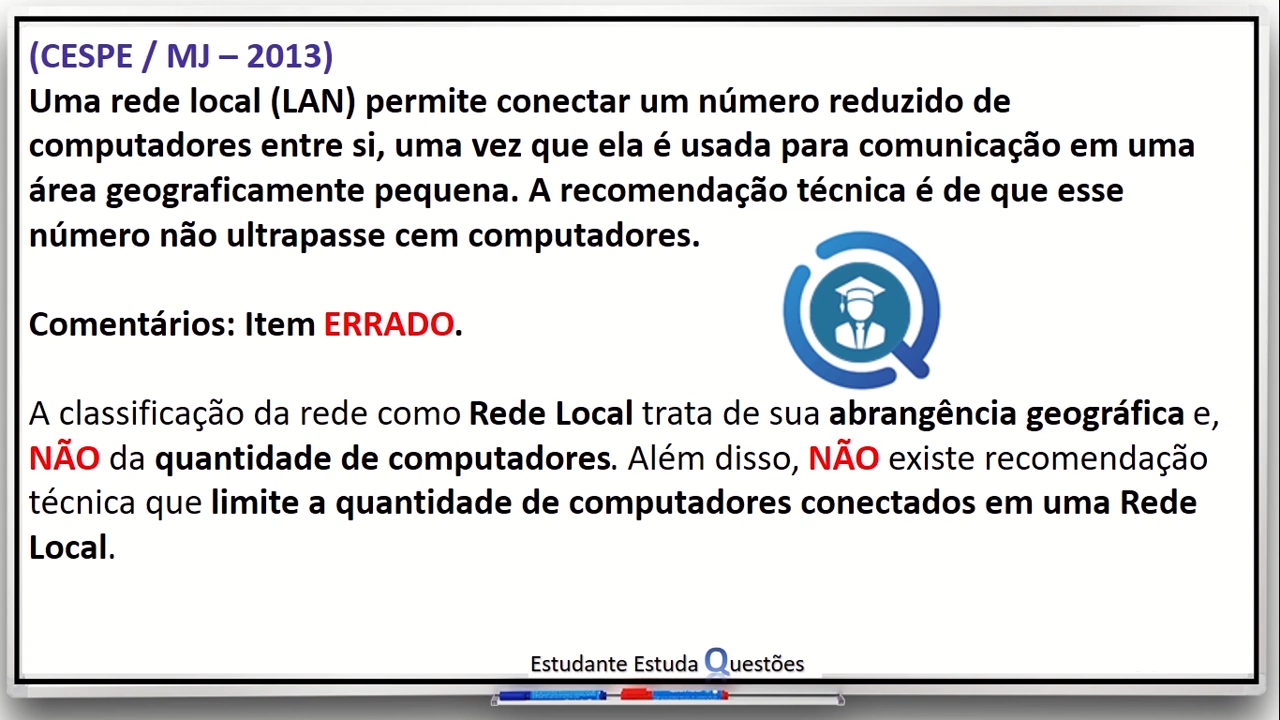 (CESPE / MJ – 2013)
Uma rede local (LAN) permite conectar um número reduzido de
computadores entre si, uma vez que ela é usada para comunicação em uma
área geograficamente pequena. A recomendação técnica é de que esse
número não ultrapasse cem computadores.
Comentários: Item ERRADO.
A classificação da rede como Rede Local trata de sua abrangência geográfica e,
NÃO da quantidade de computadores. Além disso, NÃO existe recomendação
técnica que limite a quantidade de computadores conectados em uma Rede
Local.
Estudante Estuda Questões